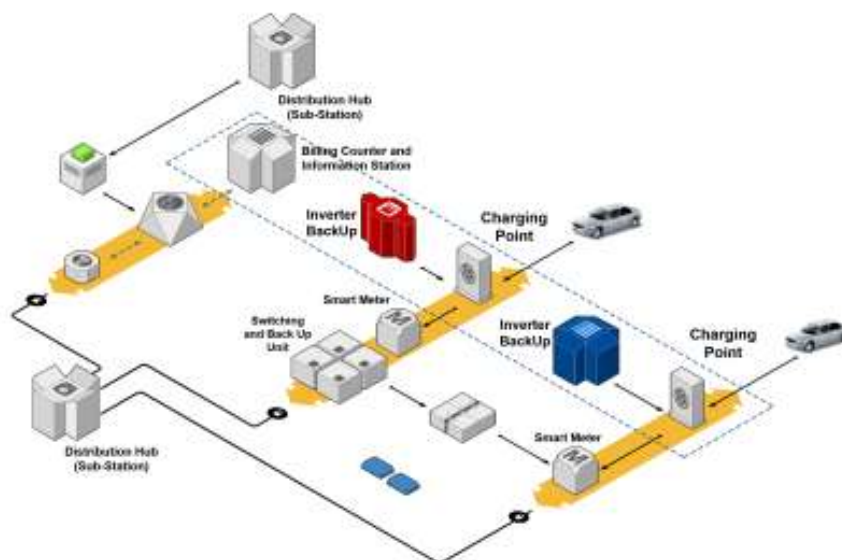 Distribution Hub
(Sub-Station)
Billing Counter and
Information Station
Inverter
BackUp
Charging
Point
Smart Meter
Switching
and Back Up
Unit
M
Inverter
BackUp
Charging
Point
Distribution Hub
(Sub-Station)
Smart Meter
M